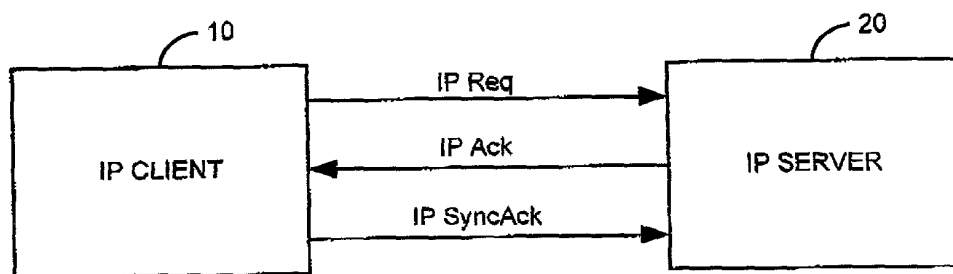 10
20
IP Req
IP Ack
IP CLIENT
IP SERVER
IP SyncAck